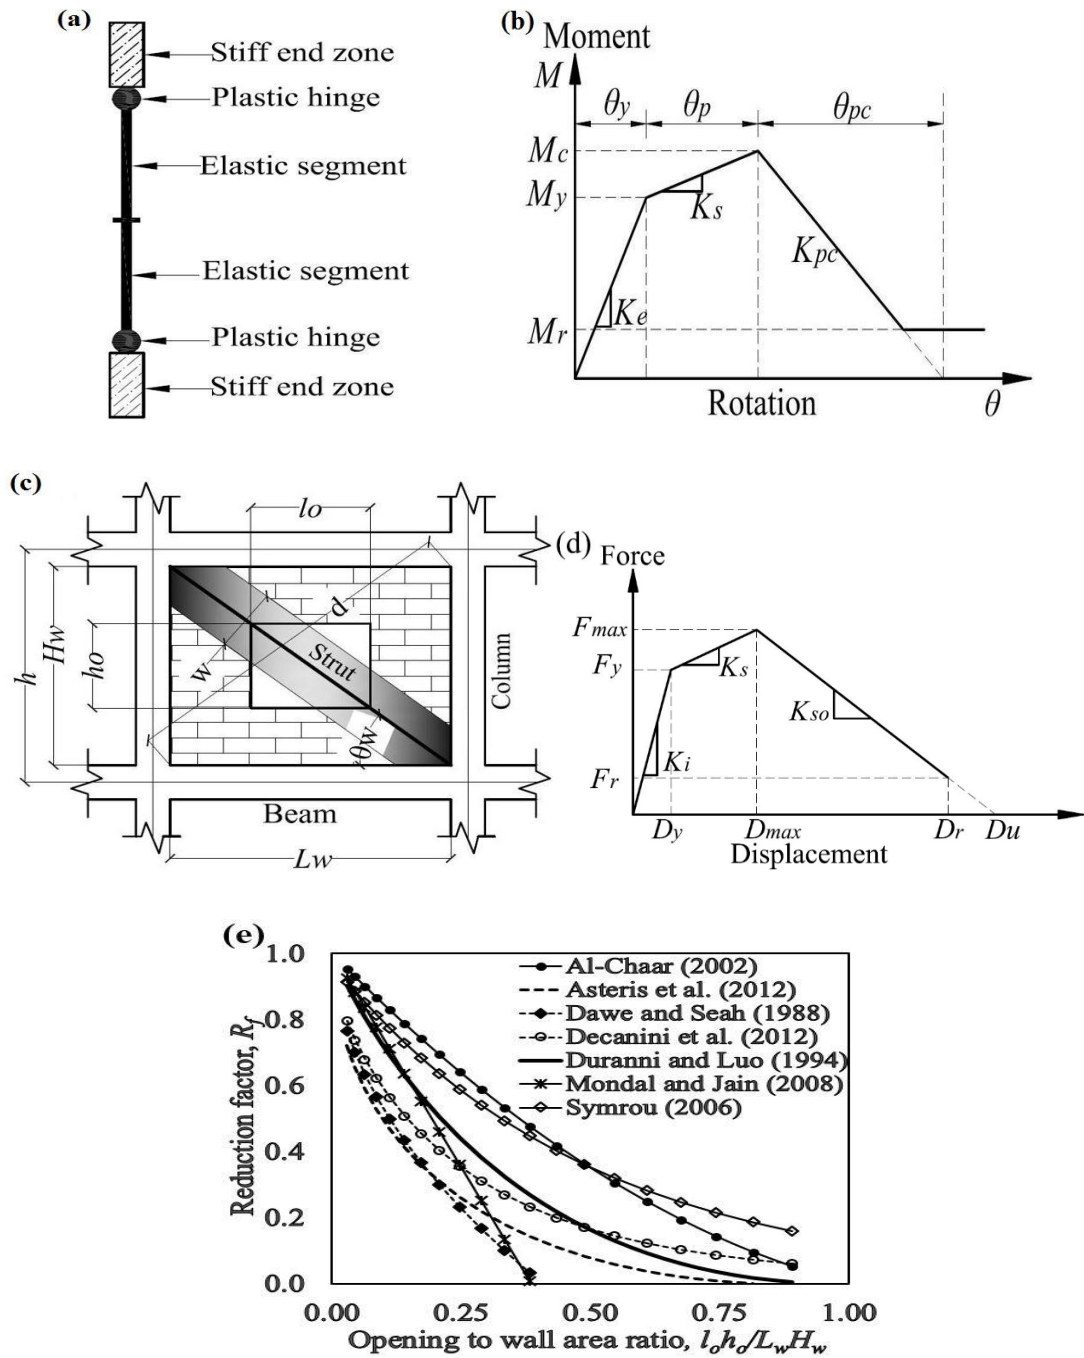 (a)
Stiff end zone
Plastic hinge
Elastic segment
Elastic segment
Plastic hinge
Stiff end zone
(b)
Moment
M
θy
θp
θpc
Mc
My
Ks
Kpc
Ke
Mr
Rotation
θ
(c)
lo
h
Hw
ho
w
d
Strut
θw
Column
Beam
Lw
(d)
Force
Fmax
Fy
Ks
Kso
Ki
Fr
Dy
Dmax
Dr
Du
Displacement
(e)
1.0
0.8
0.6
0.4
0.2
0.0
Reduction factor, Rf
Al-Chaar (2002)
Asteris et al. (2012)
Dawe and Seah (1988)
Decanini et al. (2012)
Duranni and Luo (1994)
Mondal and Jain (2008)
Symrou (2006)
0.00 0.25 0.50 0.75 1.00
Opening to wall area ratio, loho/LwHw